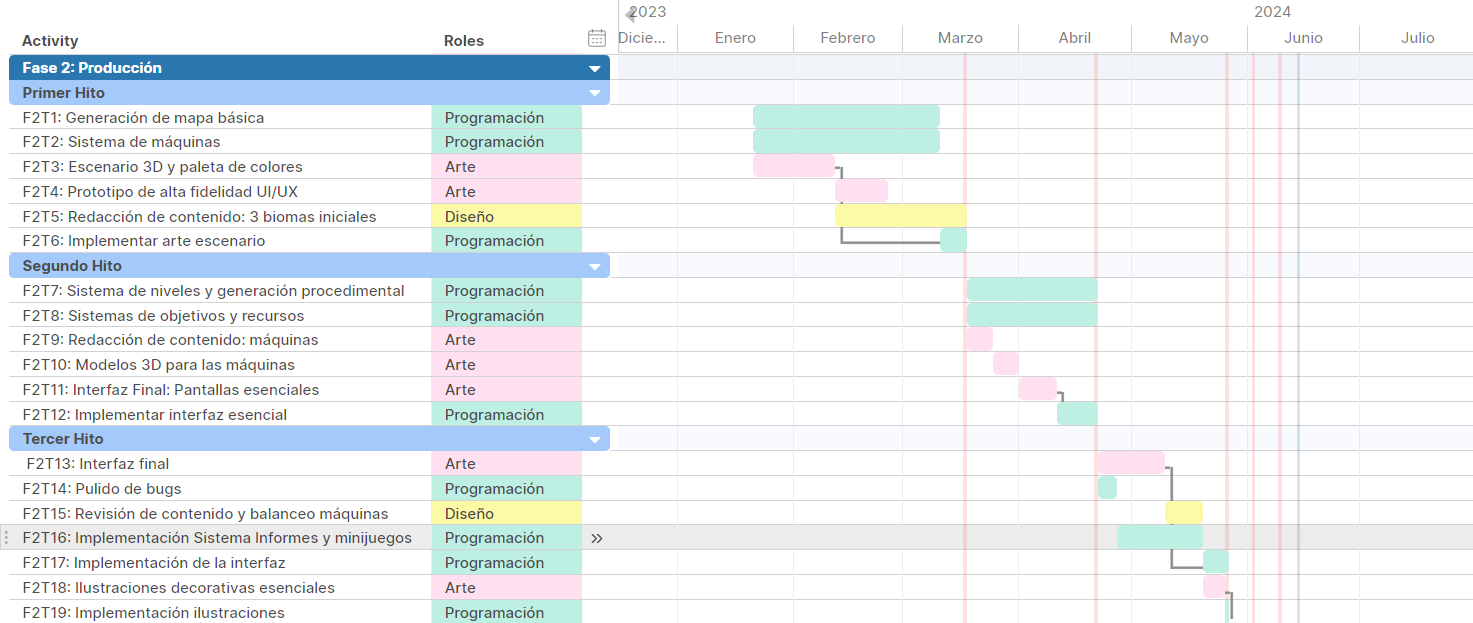 2023 2024
Activity Roles Dicie... Enero Febrero Marzo Abril Mayo Junio Julio
Fase 2: Producción
Primer Hito
F2T1: Generación de mapa básica Programación
F2T2: Sistema de máquinas Programación
F2T3: Escenario 3D y paleta de colores Arte
F2T4: Prototipo de alta fidelidad UI/UX Arte
F2T5: Redacción de contenido: 3 biomas iniciales Diseño
F2T6: Implementar arte escenario Programación
Segundo Hito
F2T7: Sistema de niveles y generación procedimental Programación
F2T8: Sistemas de objetivos y recursos Programación
F2T9: Redacción de contenido: máquinas Arte
F2T10: Modelos 3D para las máquinas Arte
F2T11: Interfaz Final: Pantallas esenciales Arte
F2T12: Implementar interfaz esencial Programación
Tercer Hito
F2T13: Interfaz final Arte
F2T14: Pulido de bugs Programación
F2T15: Revisión de contenido y balanceo máquinas Diseño
F2T16: Implementación Sistema Informes y minijuegos Programación
F2T17: Implementación de la interfaz Programación
F2T18: Ilustraciones decorativas esenciales Arte
F2T19: Implementación ilustraciones Programación